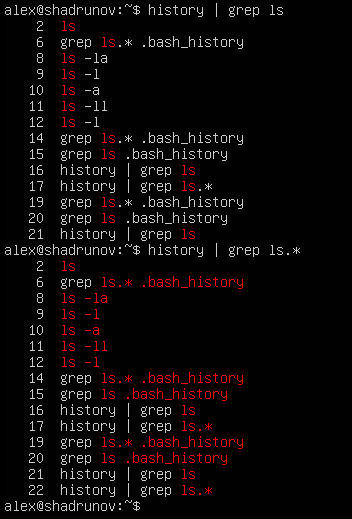 alex@shadrunov:~$ history | grep ls
2 ls
6 grep ls.* .bash_history
8 ls -la
9 ls -l
10 ls -a
11 ls -ll
12 ls -l
14 grep ls.* .bash_history
15 grep ls .bash_history
16 history | grep ls
17 history | grep ls.*
19 grep ls.* .bash_history
20 grep ls .bash_history
21 history | grep ls
alex@shadrunov:~$ history | grep ls.*
2 ls
6 grep ls.* .bash_history
8 ls -la
9 ls -l
10 ls -a
11 ls -ll
12 ls -l
14 grep ls.* .bash_history
15 grep ls .bash_history
16 history | grep ls
17 history | grep ls.*
19 grep ls.* .bash_history
20 grep ls .bash_history
21 history | grep ls
22 history | grep ls.*
alex@shadrunov:~$